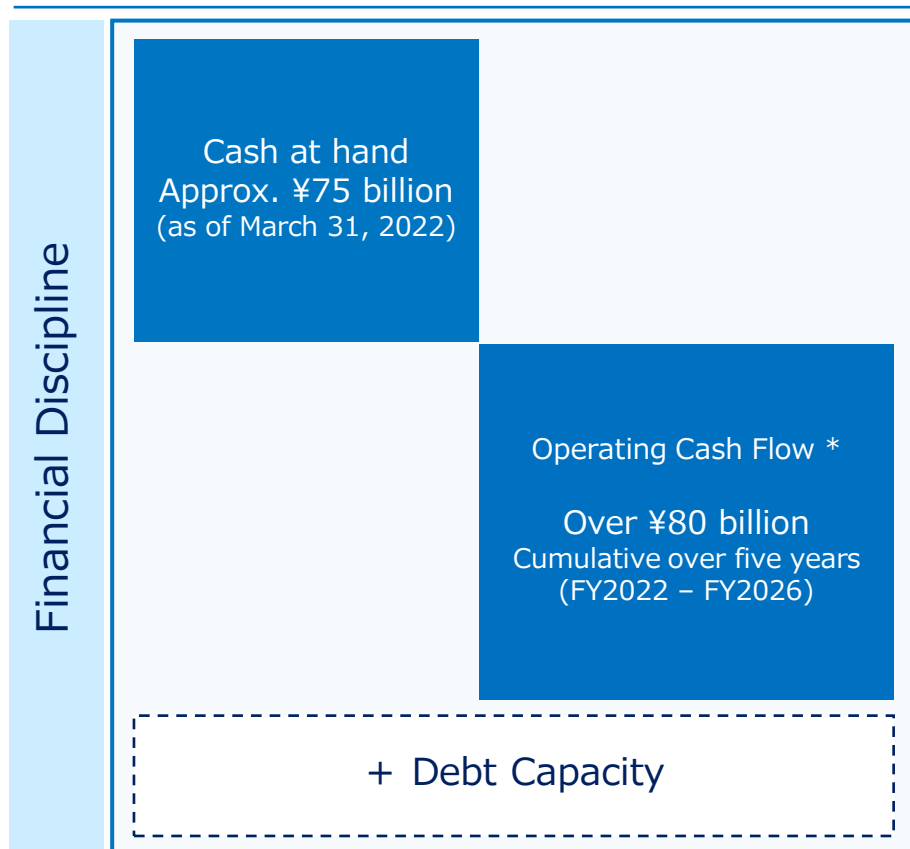 Financial Discipline
Cash at hand
Approx. ¥75 billion
(as of March 31, 2022)
Operating Cash Flow *
Over ¥80 billion
Cumulative over five years
(FY2022 – FY2026)
+ Debt Capacity